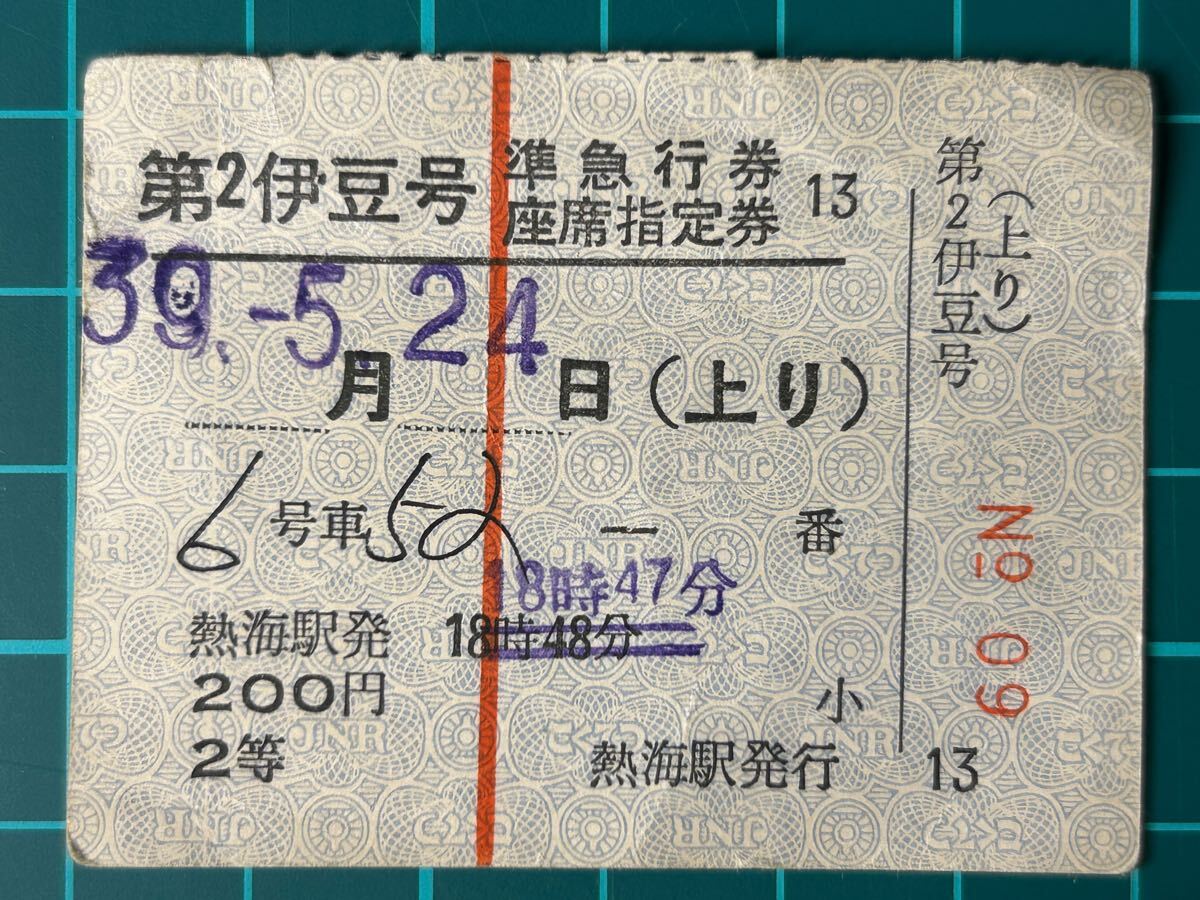 第2伊豆号 準急行券 座席指定券 13
39.-5.24
月 日（上り）
6号車 52 ー 番
18時47分
熱海駅発 18時48分
200円 小
2等 熱海駅発行 13
第2伊豆号
（上り）
№ 09